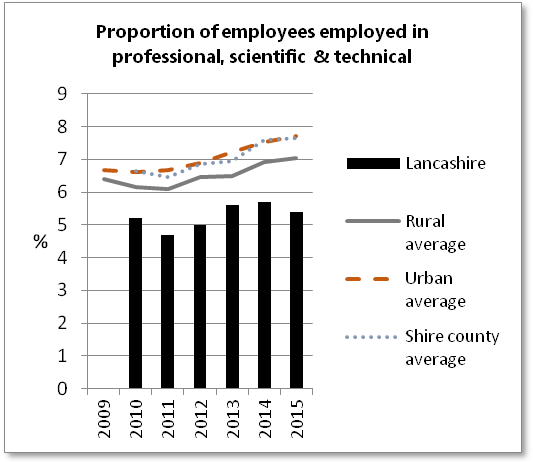 Proportion of employees employed in
professional, scientific & technical
9
8
7
6
5
4
3
2
1
0
%
2009
2010
2011
2012
2013
2014
2015
Lancashire
Rural
average
Urban
average
Shire county
average